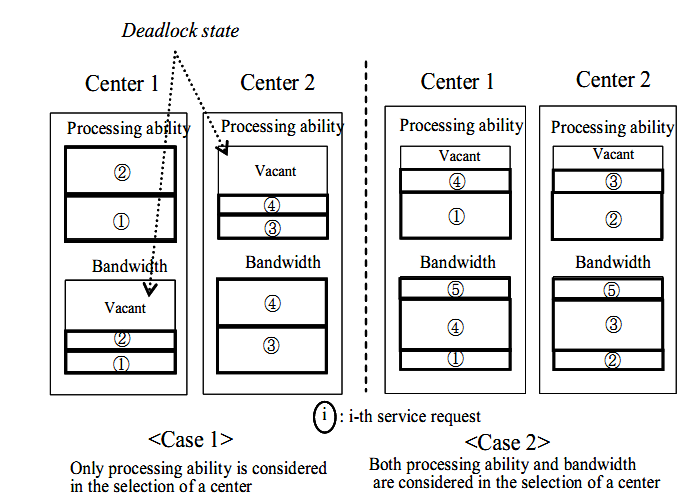 Deadlock state
Center 1
Center 2
Processing ability
Processing ability
②
①
Vacant
④
③
Bandwidth
Bandwidth
Vacant
②
①
④
③
Center 1
Center 2
Processing ability
Processing ability
Vacant
④
①
Vacant
③
②
Bandwidth
Bandwidth
⑤
④
①
⑤
③
②
i : i-th service request
<Case 1>
Only processing ability is considered
in the selection of a center
<Case 2>
Both processing ability and bandwidth
are considered in the selection of a center